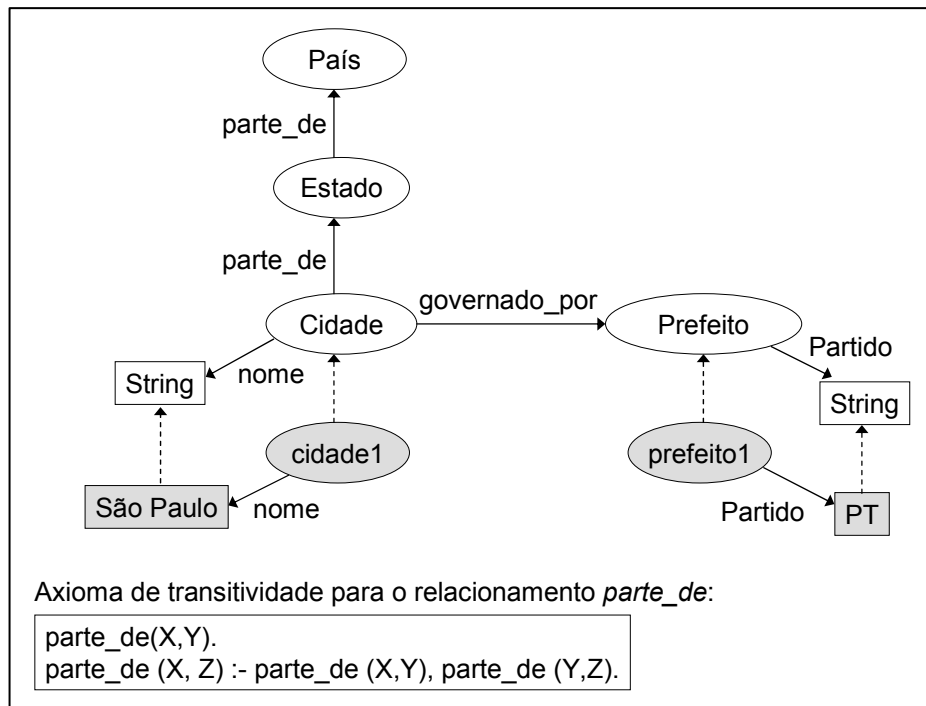 País
parte_de
Estado
parte_de
governado_por
Cidade
Prefeito
Partido
String
nome
String
cidade1
prefeito1
São Paulo
nome
Partido
PT
Axioma de transitividade para o relacionamento parte_de:
parte_de(X,Y).
parte_de (X, Z) :- parte_de (X,Y), parte_de (Y,Z).